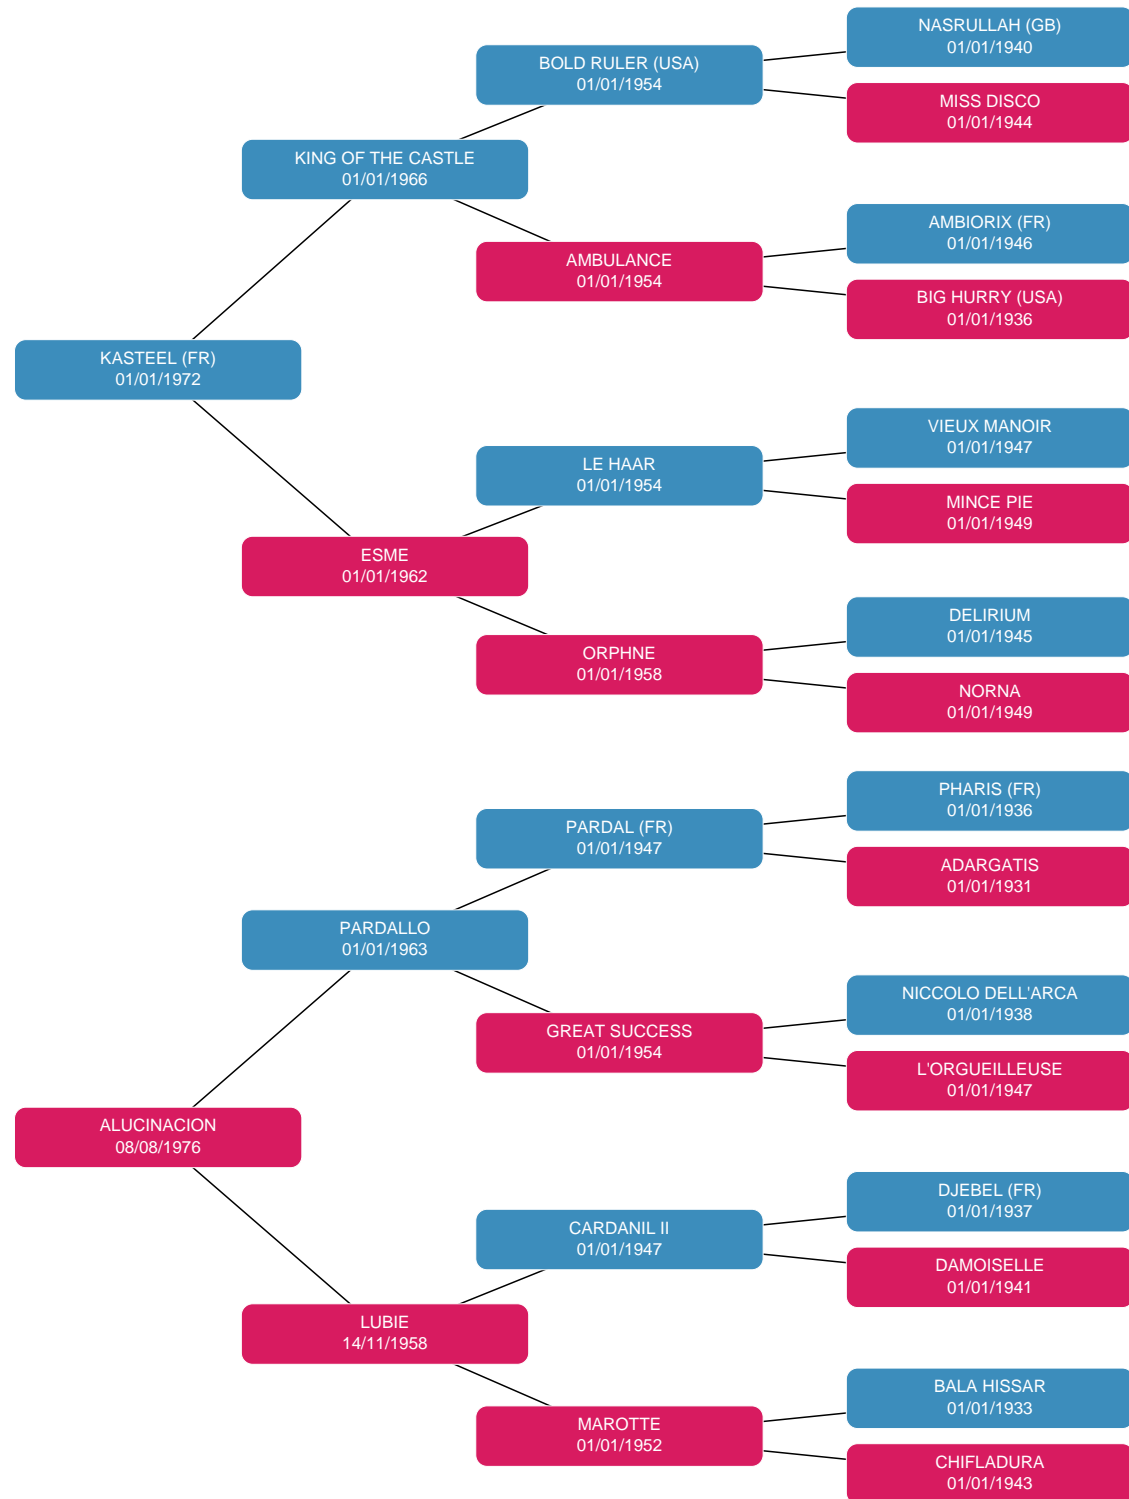 NASRULLAH (GB)
01/01/1940
BOLD RULER (USA)
01/01/1954
MISS DISCO
01/01/1944
KING OF THE CASTLE
01/01/1966
AMBIORIX (FR)
01/01/1946
AMBULANCE
01/01/1954
BIG HURRY (USA)
01/01/1936
KASTEEL (FR)
01/01/1972
VIEUX MANOIR
01/01/1947
LE HAAR
01/01/1954
MINCE PIE
01/01/1949
ESME
01/01/1962
DELIRIUM
01/01/1945
ORPHNE
01/01/1958
NORNA
01/01/1949
PHARIS (FR)
01/01/1936
PARDAL (FR)
01/01/1947
ADARGATIS
01/01/1931
PARDALLO
01/01/1963
NICCOLO DELL'ARCA
01/01/1938
GREAT SUCCESS
01/01/1954
L'ORGUEILLEUSE
01/01/1947
ALUCINACION
08/08/1976
DJEBEL (FR)
01/01/1937
CARDANIL II
01/01/1947
DAMOISELLE
01/01/1941
LUBIE
14/11/1958
BALA HISSAR
01/01/1933
MAROTTE
01/01/1952
CHIFLADURA
01/01/1943